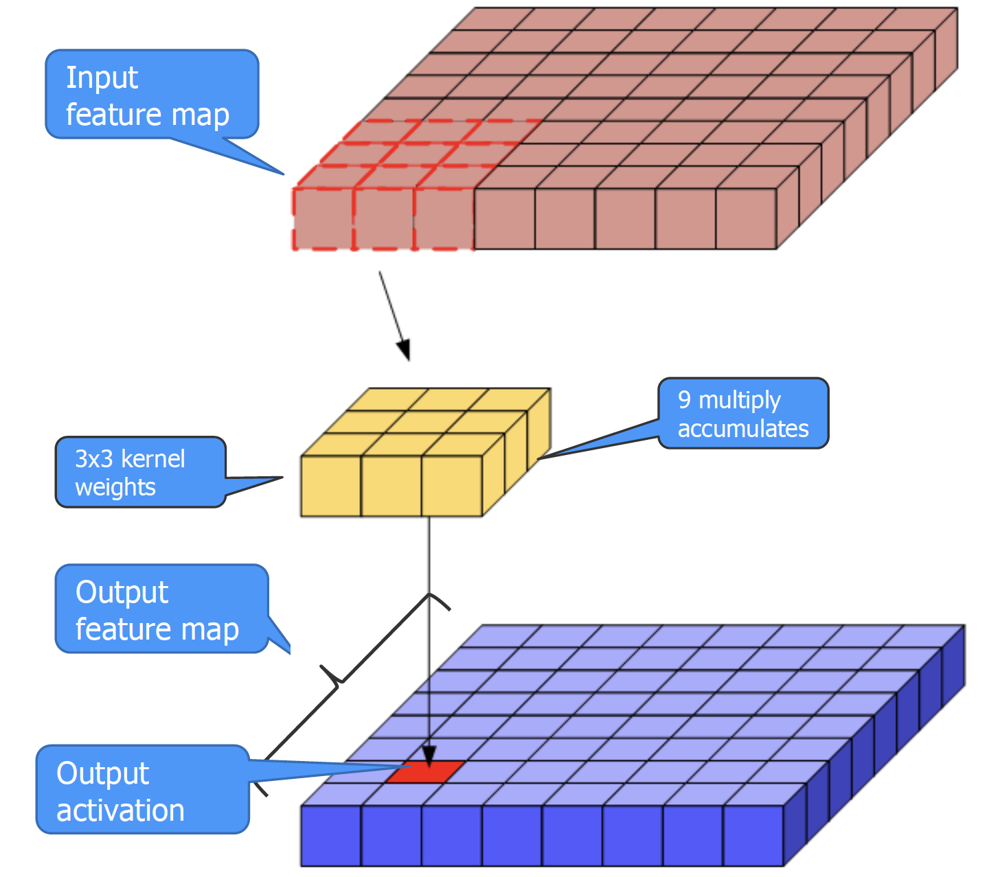 Input
feature map
9 multiply
accumulates
3x3 kernel
weights
Output
feature map
Output
activation